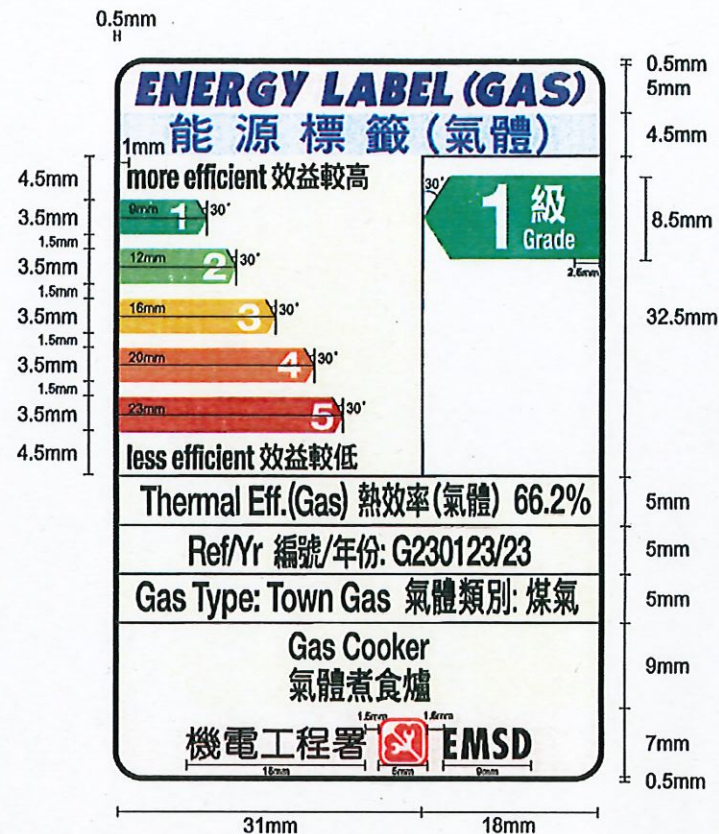 0.5mm
ENERGY LABEL (GAS)
能源標籤(氣體)
0.5mm
5mm
4.5mm
1mm
more efficient 效益較高
4.5mm
9mm 1 30°
3.5mm
1.5mm
12mm 2 30°
3.5mm
1.5mm
16mm 3 30°
3.5mm
1.5mm
20mm 4 30°
3.5mm
1.5mm
23mm 5 30°
3.5mm
less efficient 效益較低
4.5mm
30°
1 級
Grade
2.5mm
8.5mm
32.5mm
Thermal Eff.(Gas) 熱效率(氣體) 66.2%
5mm
Ref/Yr 編號/年份: G230123/23
5mm
Gas Type: Town Gas 氣體類別: 煤氣
5mm
Gas Cooker
氣體煮食爐
9mm
1.5mm 1.5mm
機電工程署 EMSD
7mm
5mm 9mm
0.5mm
31mm 18mm